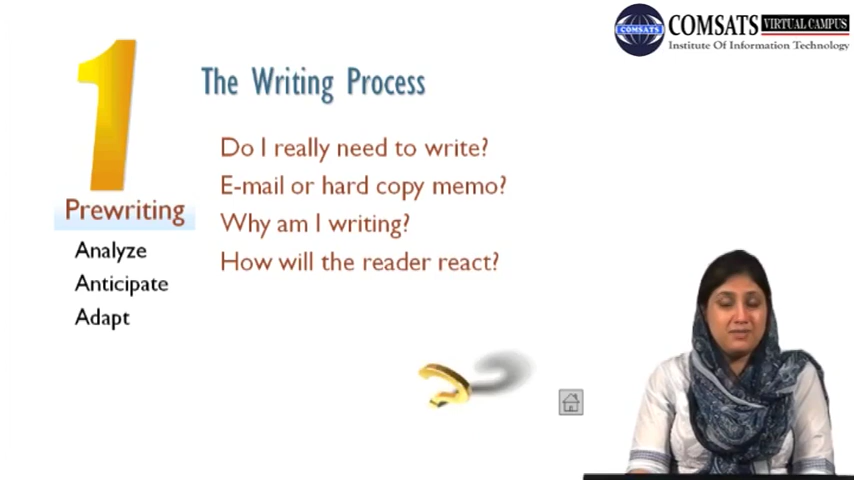 COMSATS VIRTUAL CAMPUS
Institute Of Information Technology
COMSATS
1
The Writing Process
Do I really need to write?
E-mail or hard copy memo?
Why am I writing?
How will the reader react?
Prewriting
Analyze
Anticipate
Adapt
?